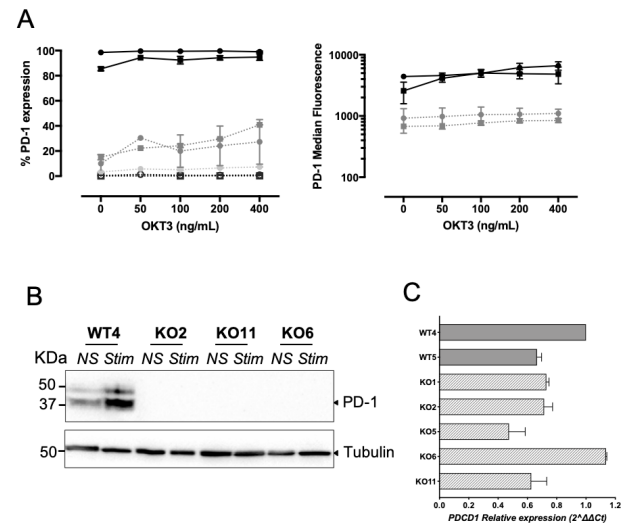 A
% PD-1 expression
100
80
60
40
20
0
0 50 100 200 400
OKT3 (ng/mL)
PD-1 Median Fluorescence
10000
1000
100
0 50 100 200 400
OKT3 (ng/mL)
B
WT4 KO2 KO11 KO6
KDa NS Stim NS Stim NS Stim NS Stim
50
37
PD-1
50
Tubulin
C
WT4
WT5
KO1
KO2
KO5
KO6
KO11
0.0 0.2 0.4 0.6 0.8 1.0 1.2
PDCD1 Relative expression (2^ΔΔCt)